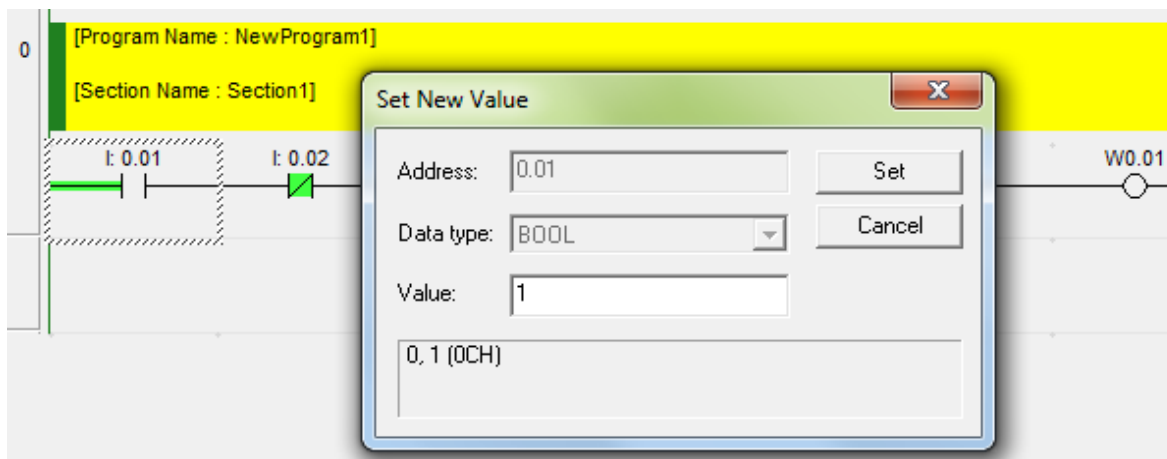 0
[Program Name : NewProgram1]
[Section Name : Section1]
I: 0.01
I: 0.02
W0.01
Set New Value
Address:
0.01
Set
Data type:
BOOL
Cancel
Value:
1
0, 1 (0CH)